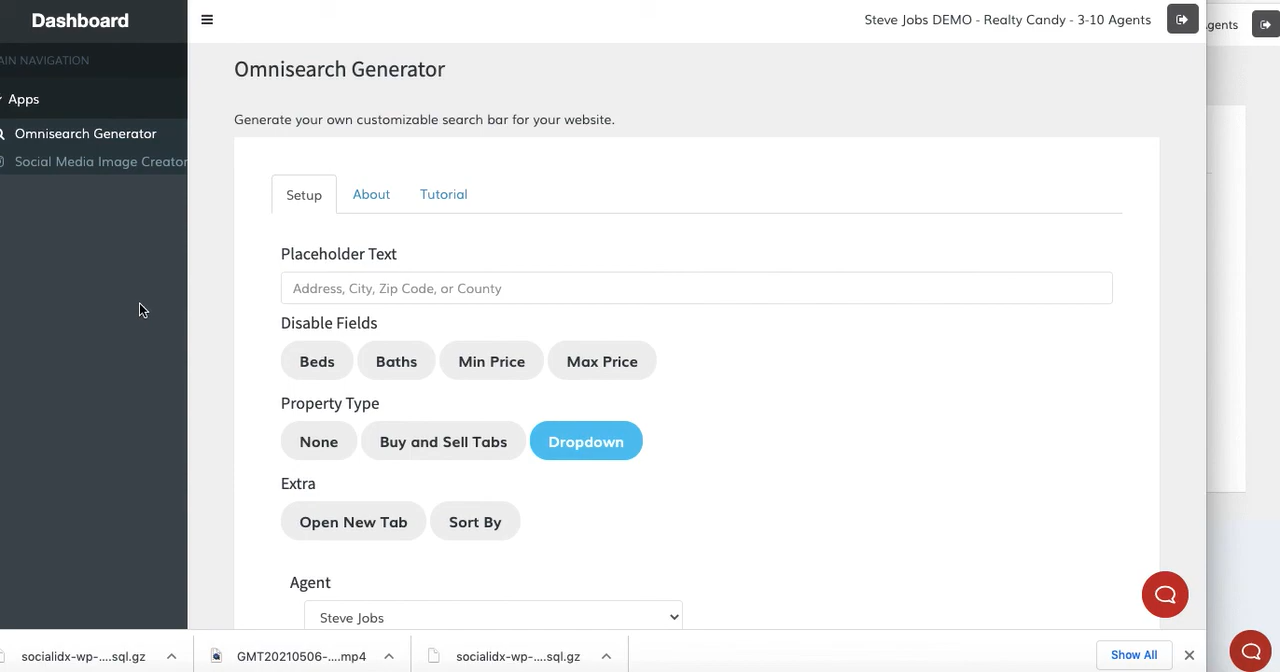 Dashboard
Steve Jobs DEMO - Realty Candy - 3-10 Agents
gents
AIN NAVIGATION
Apps
Omnisearch Generator
Social Media Image Creator
Omnisearch Generator
Generate your own customizable search bar for your website.
Setup
About
Tutorial
Placeholder Text
Address, City, Zip Code, or County
Disable Fields
Beds
Baths
Min Price
Max Price
Property Type
None
Buy and Sell Tabs
Dropdown
Extra
Open New Tab
Sort By
Agent
Steve Jobs
socialidx-wp-....sql.gz
GMT20210506-....mp4
socialidx-wp-....sql.gz
Show All